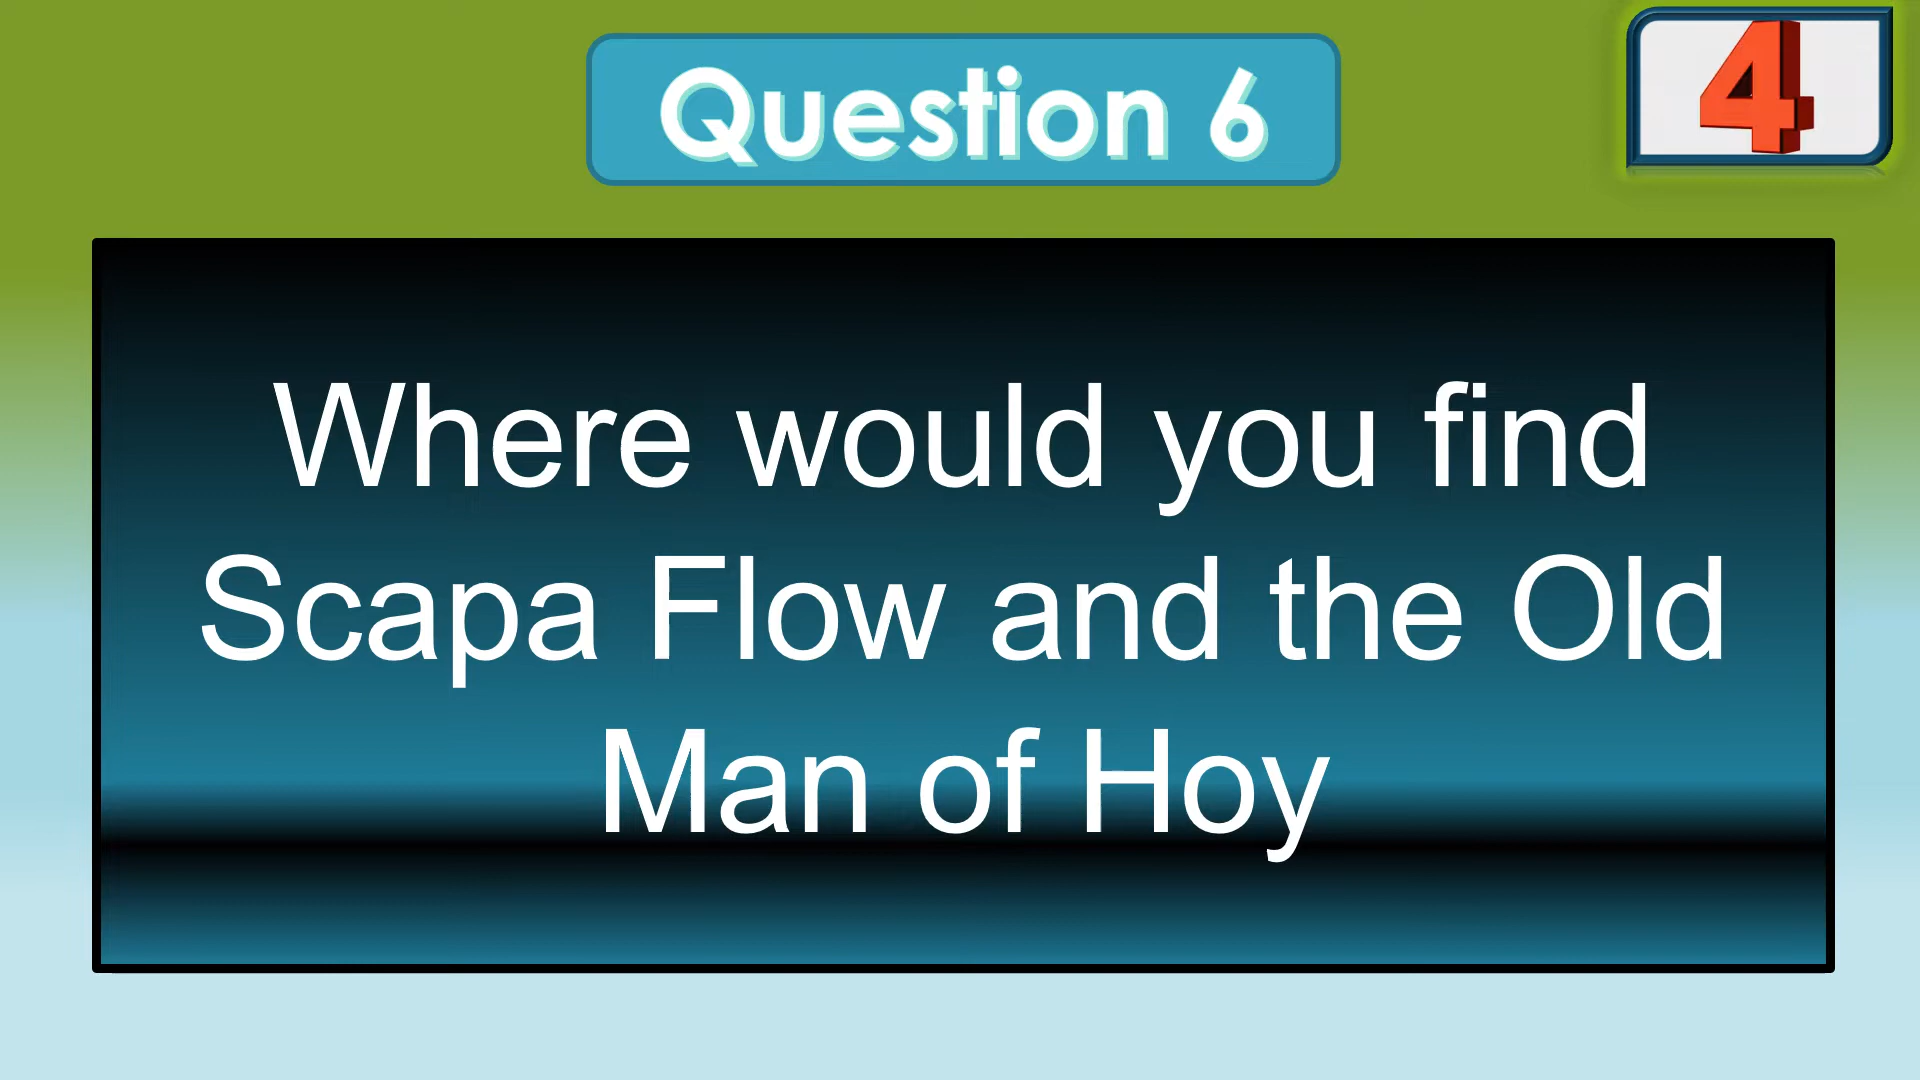 Question 6
4
Where would you find
Scapa Flow and the Old
Man of Hoy